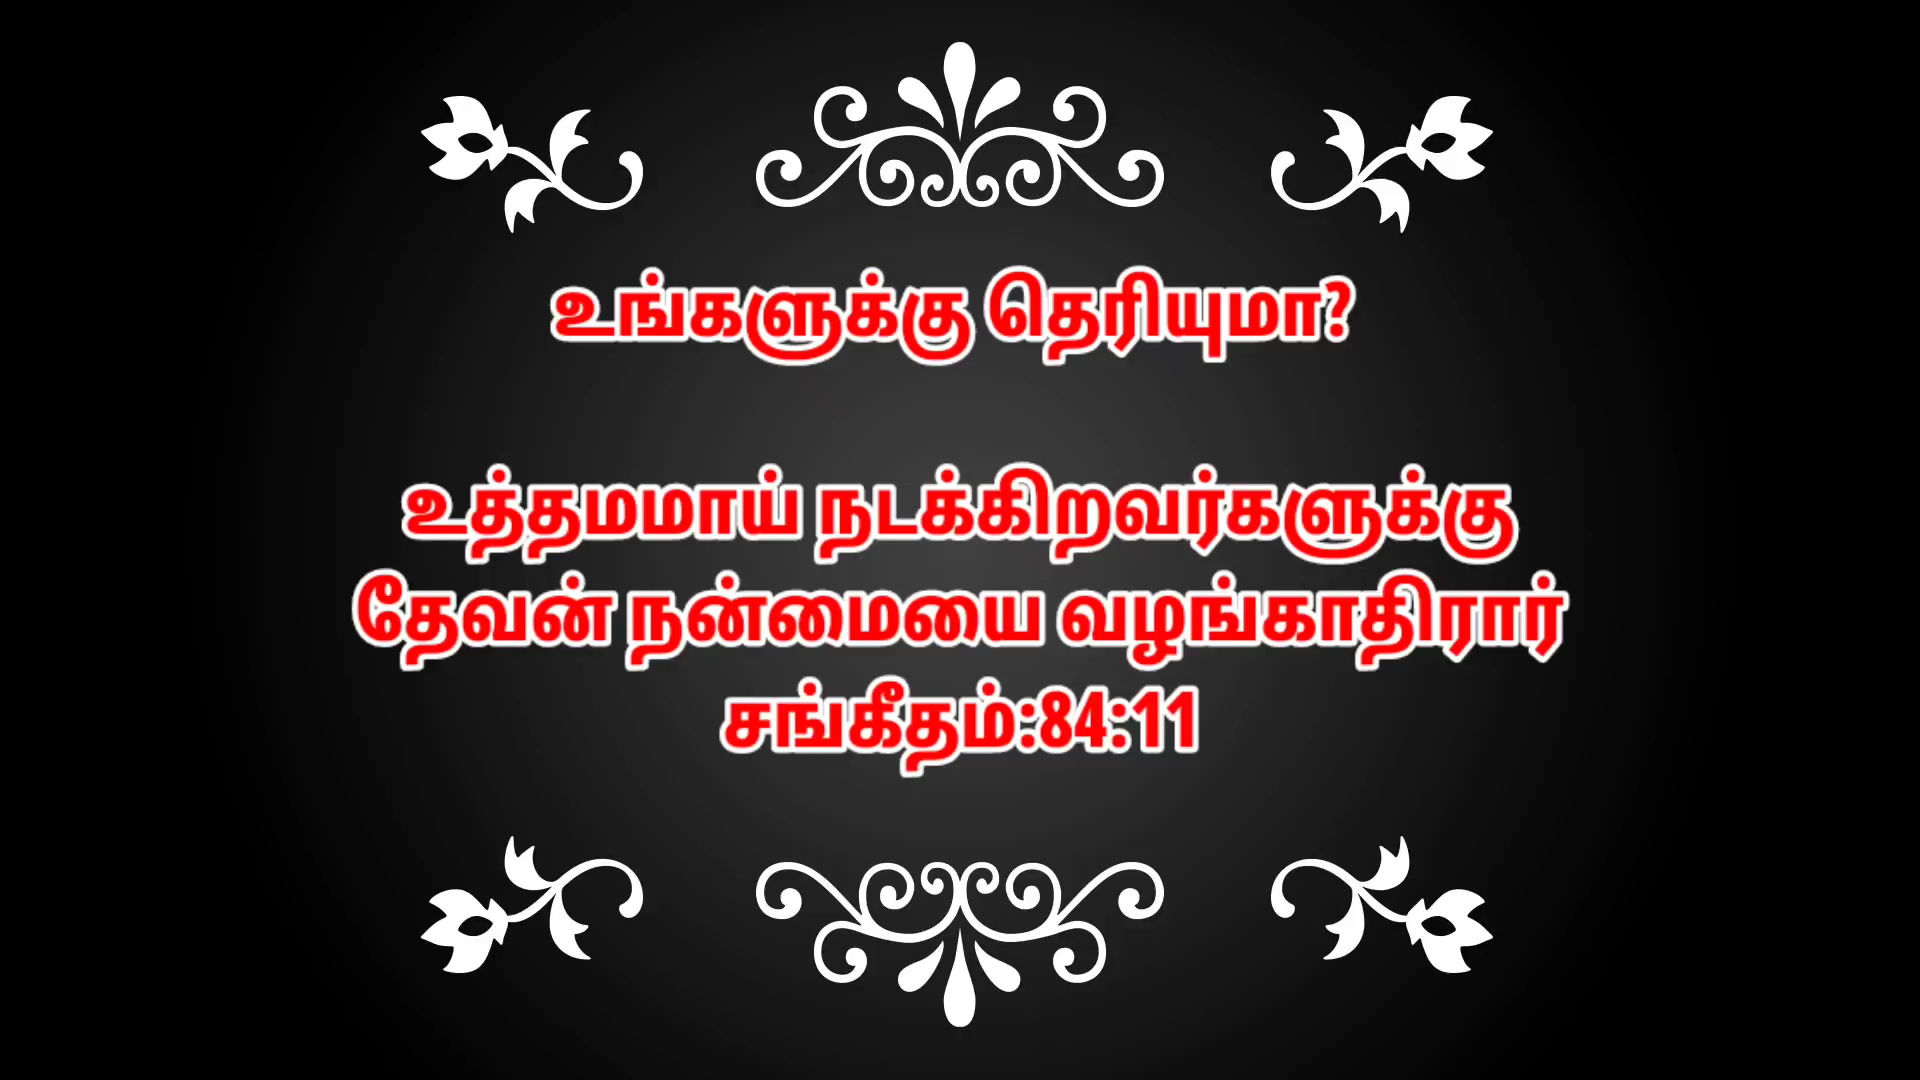 உங்களுக்கு தெரியுமா?
உத்தமமாய் நடக்கிறவர்களுக்கு
தேவன் நன்மையை வழங்காதிரார்
சங்கீதம்:84:11